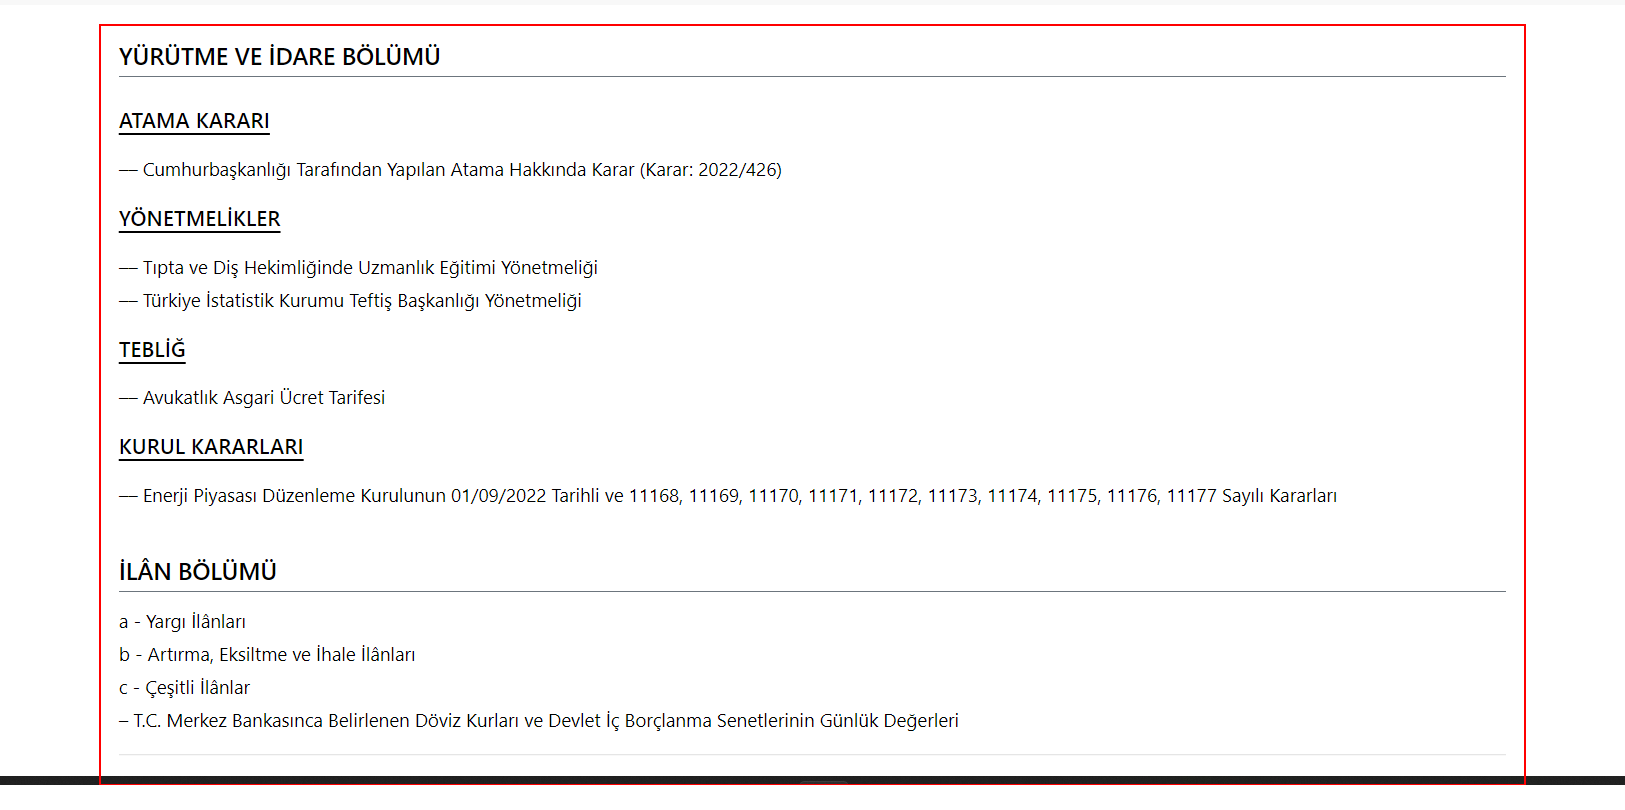 YÜRÜTME VE İDARE BÖLÜMÜ
ATAMA KARARI
–– Cumhurbaşkanlığı Tarafından Yapılan Atama Hakkında Karar (Karar: 2022/426)
YÖNETMELİKLER
–– Tıpta ve Diş Hekimliğinde Uzmanlık Eğitimi Yönetmeliği
–– Türkiye İstatistik Kurumu Teftiş Başkanlığı Yönetmeliği
TEBLİĞ
–– Avukatlık Asgari Ücret Tarifesi
KURUL KARARLARI
–– Enerji Piyasası Düzenleme Kurulunun 01/09/2022 Tarihli ve 11168, 11169, 11170, 11171, 11172, 11173, 11174, 11175, 11176, 11177 Sayılı Kararları
İLÂN BÖLÜMÜ
a - Yargı İlânları
b - Artırma, Eksiltme ve İhale İlânları
c - Çeşitli İlânlar
– T.C. Merkez Bankasınca Belirlenen Döviz Kurları ve Devlet İç Borçlanma Senetlerinin Günlük Değerleri